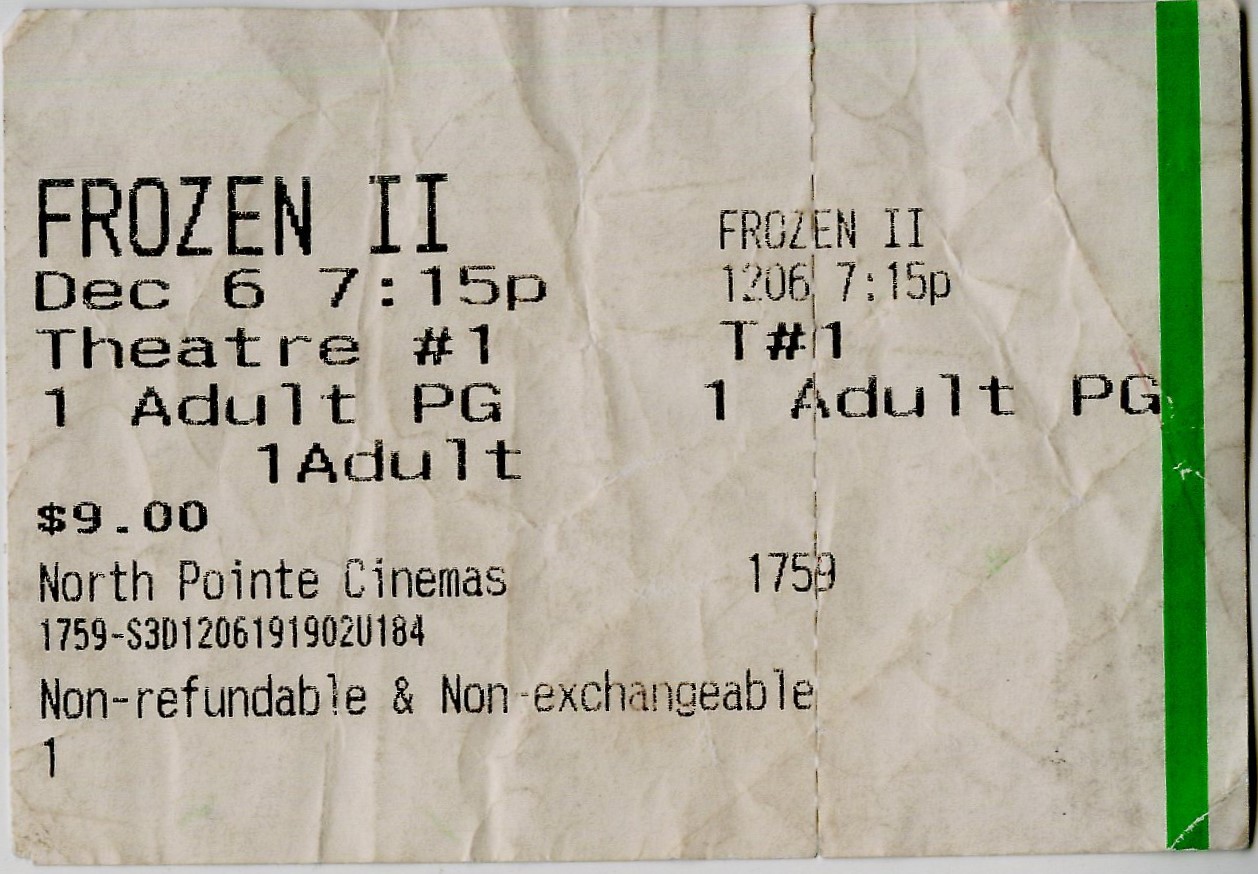 FROZEN II
Dec 6 7:15p
Theatre #1
1 Adult PG
1Adult
$9.00
North Pointe Cinemas
1759-S3D1206191902U184
Non-refundable & Non-exchangeable
1
FROZEN II
1206 7:15p
T#1
1 Adult PG
1759